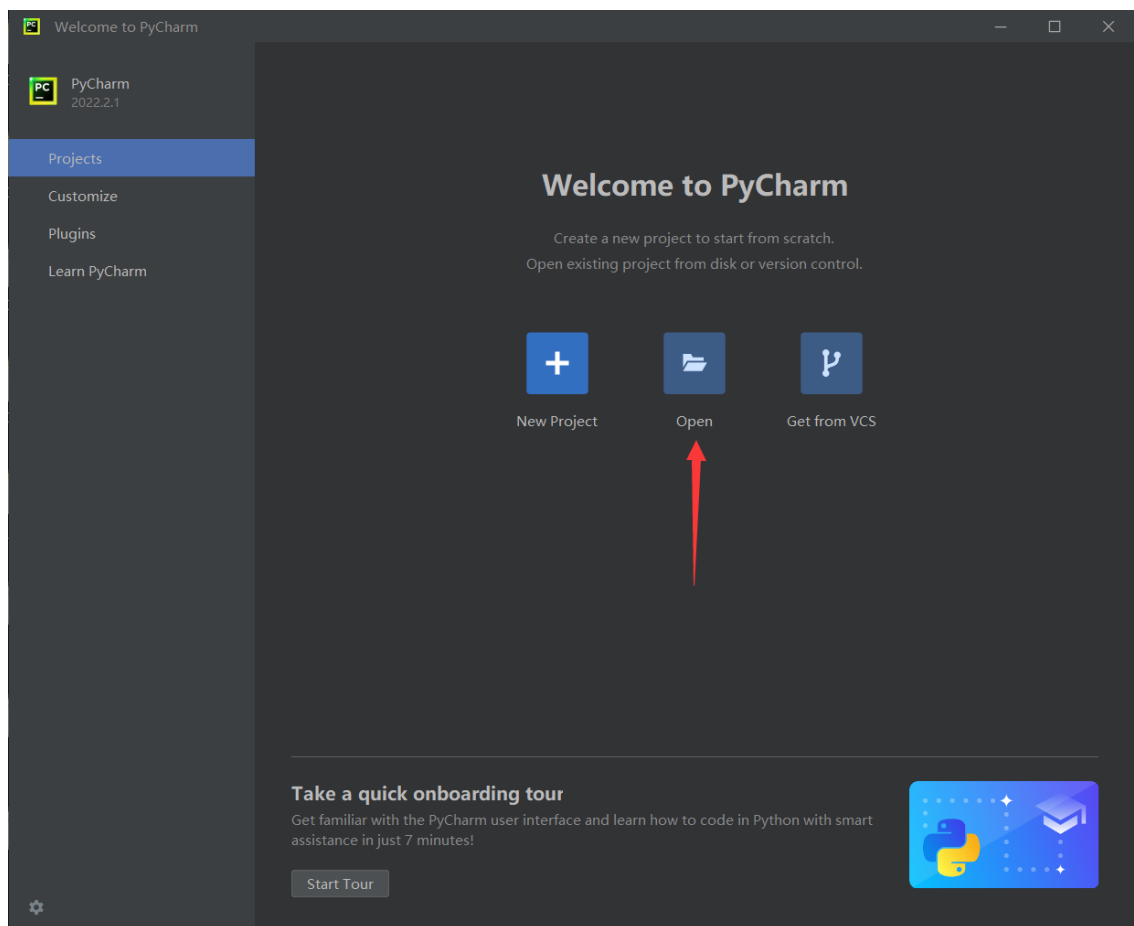 Welcome to PyCharm
PC
PyCharm
2022.2.1
Projects
Customize
Plugins
Learn PyCharm
Welcome to PyCharm
Create a new project to start from scratch.
Open existing project from disk or version control.
New Project
Open
Get from VCS
Take a quick onboarding tour
Get familiar with the PyCharm user interface and learn how to code in Python with smart
assistance in just 7 minutes!
Start Tour